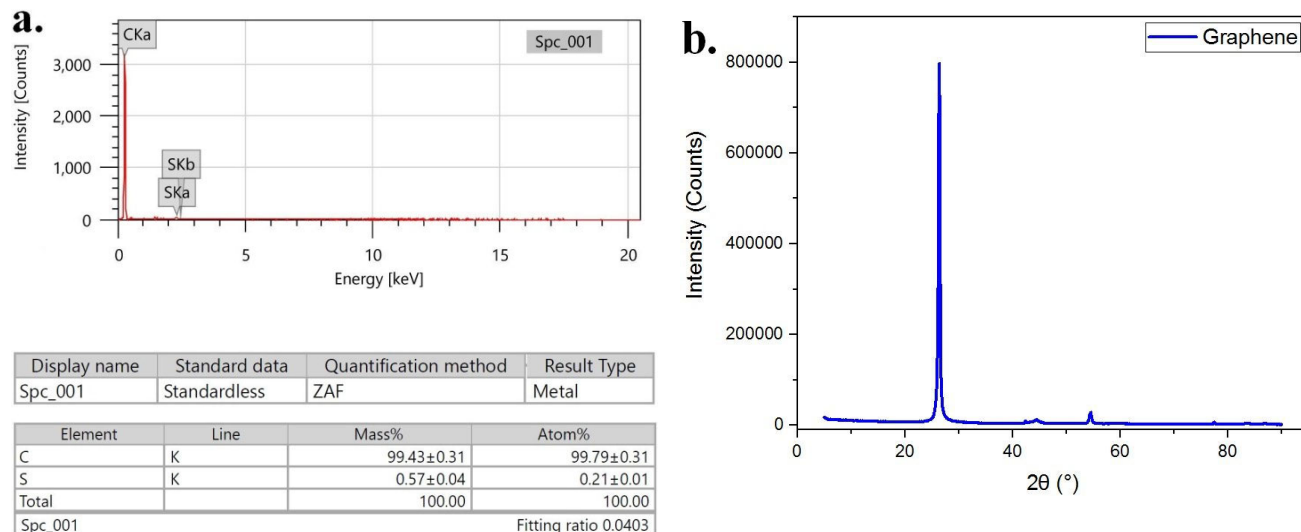 a.
CKa
Spc_001
SKb
SKa
Intensity [Counts]
3,000
2,000
1,000
0
0 5 10 15 20
Energy [keV]
Display name Standard data Quantification method Result Type
Spc_001 Standardless ZAF Metal
Element Line Mass% Atom%
C K 99.43±0.31 99.79±0.31
S K 0.57±0.04 0.21±0.01
Total 100.00 100.00
Spc_001 Fitting ratio 0.0403
b.
Graphene
Intensity (Counts)
800000
600000
400000
200000
0
0 20 40 60 80
2θ (°)